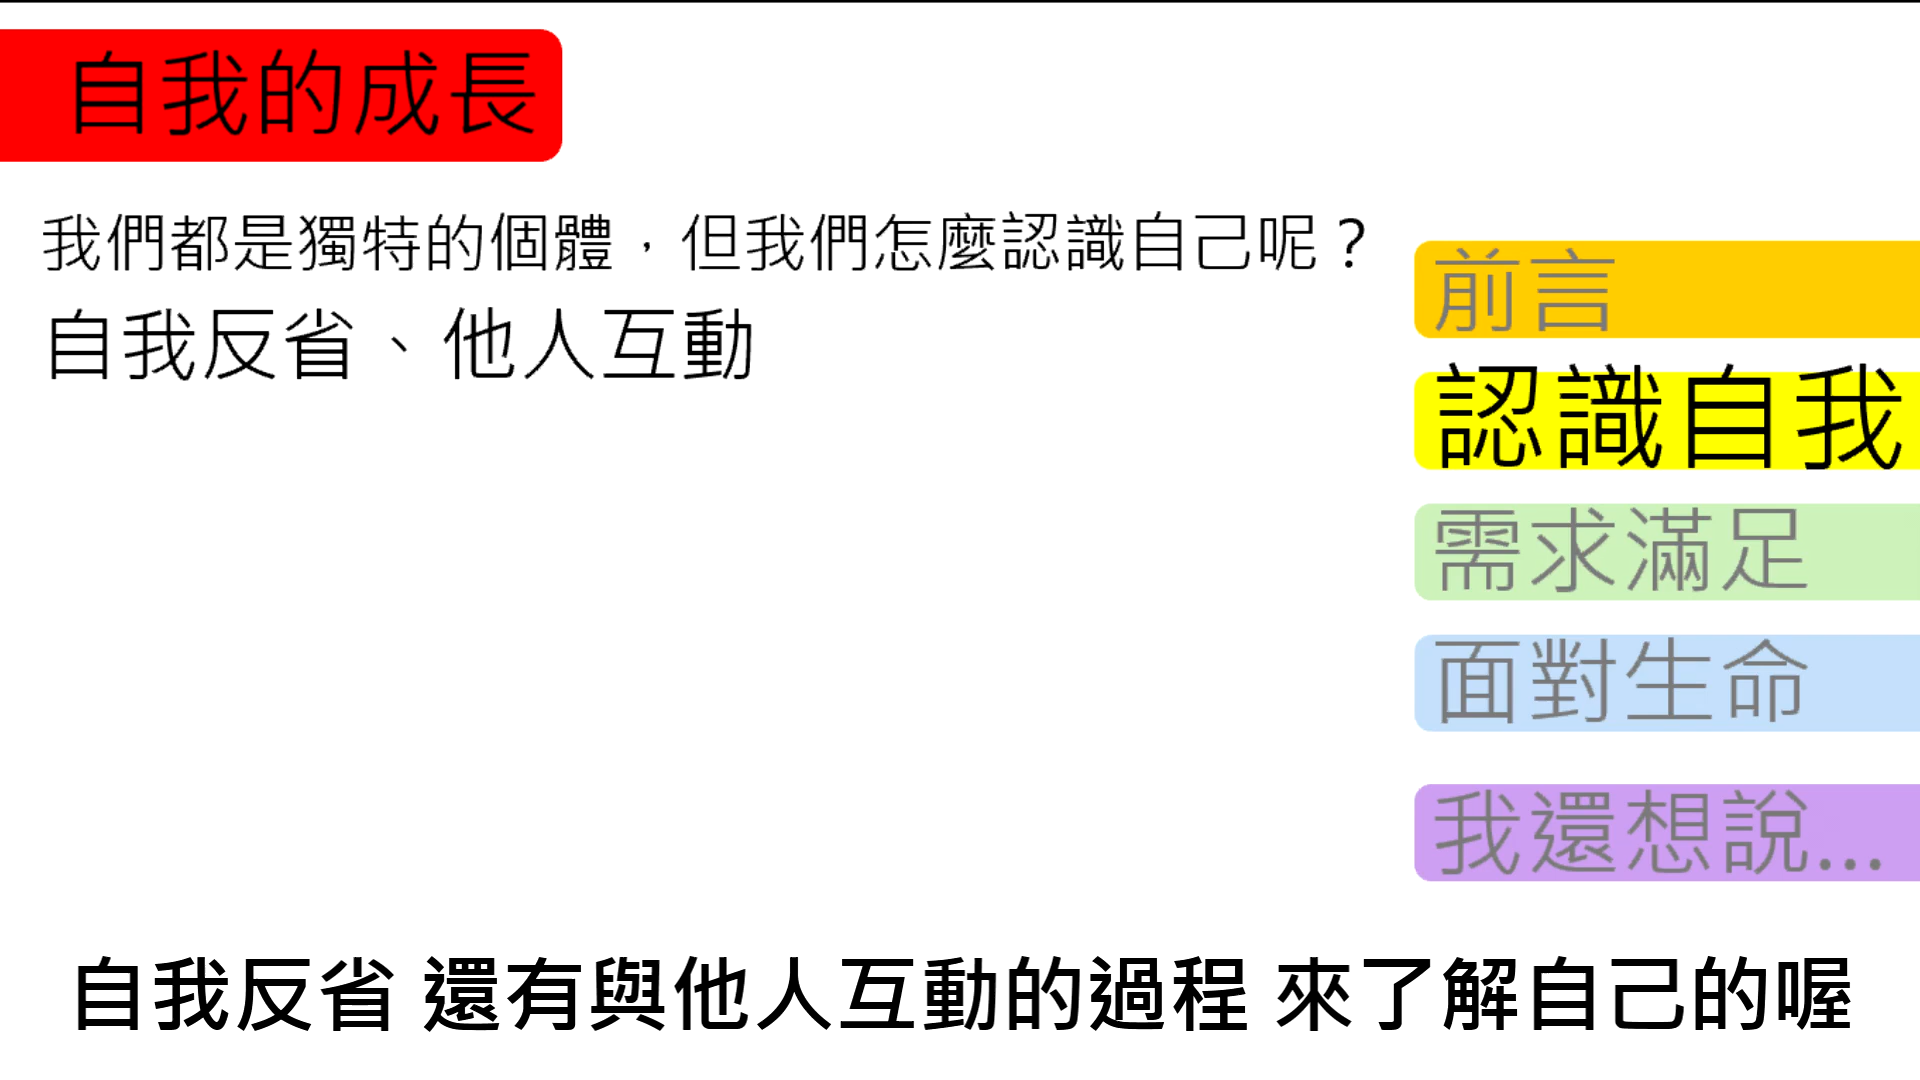 自我的成長
我們都是獨特的個體，但我們怎麼認識自己呢？
自我反省、他人互動
前言
認識自我
需求滿足
面對生命
我還想說...
自我反省 還有與他人互動的過程 來了解自己的喔